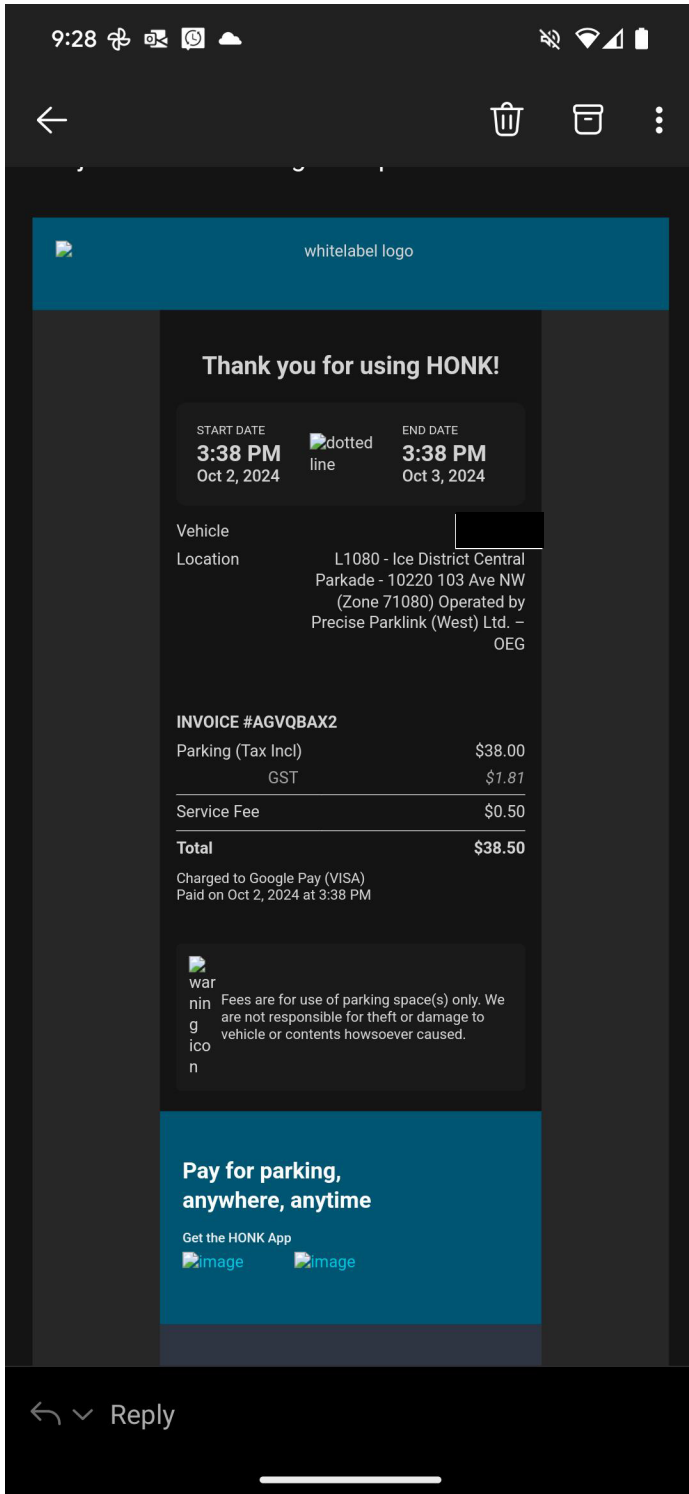 9:28
whitelabel logo
Thank you for using HONK!
START DATE
3:38 PM
Oct 2, 2024
dotted
line
END DATE
3:38 PM
Oct 3, 2024
Vehicle
Location
L1080 - Ice District Central
Parkade - 10220 103 Ave NW
(Zone 71080) Operated by
Precise Parklink (West) Ltd. –
OEG
INVOICE #AGVQBAX2
Parking (Tax Incl) $38.00
GST $1.81
Service Fee $0.50
Total $38.50
Charged to Google Pay (VISA)
Paid on Oct 2, 2024 at 3:38 PM
war
nin
g
ico
n
Fees are for use of parking space(s) only. We
are not responsible for theft or damage to
vehicle or contents howsoever caused.
Pay for parking,
anywhere, anytime
Get the HONK App
image image
Reply